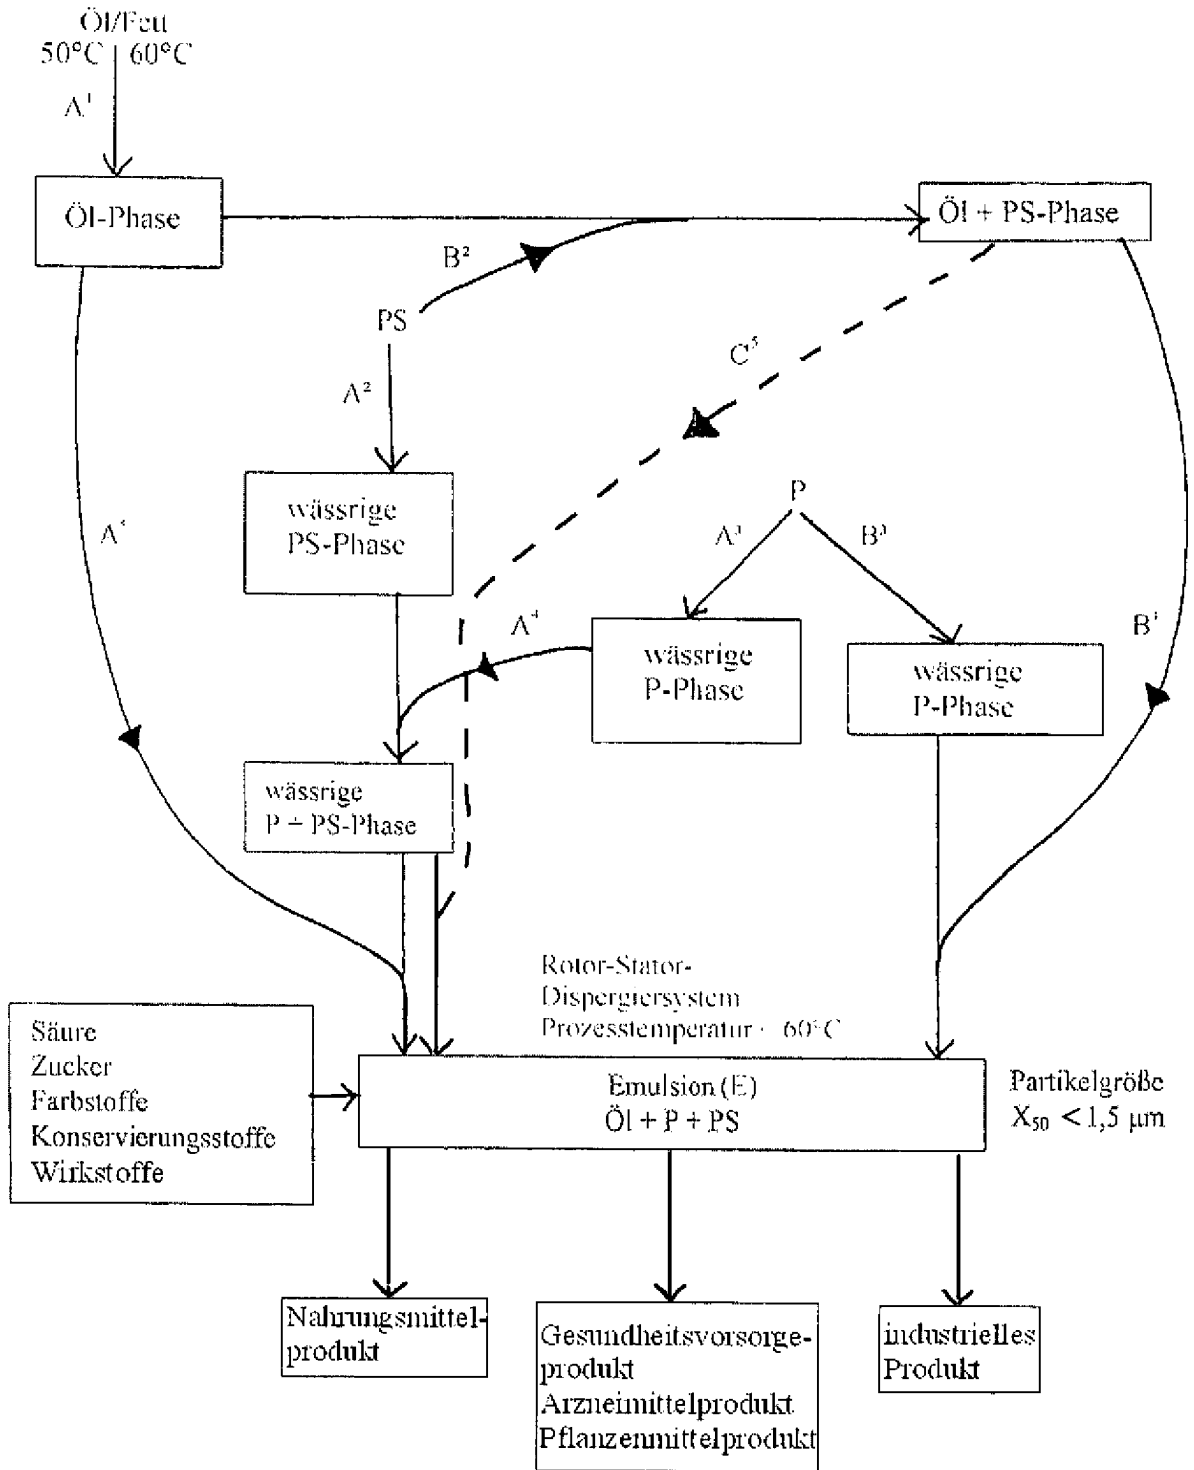 Öl/Fett
50°C 60°C
A¹
Öl-Phase
Öl + PS-Phase
B²
PS
C⁵
A²
wässrige
PS-Phase
P
A³
B³
A⁴
wässrige
P-Phase
wässrige
P-Phase
wässrige
P + PS-Phase
Rotor-Stator-
Dispergiersystem
Prozesstemperatur 60°C
Säure
Zucker
Farbstoffe
Konservierungsstoffe
Wirkstoffe
Emulsion (E)
Öl + P + PS
Partikelgröße
X₅₀ < 1,5 µm
Nahrungsmittel-
produkt
Gesundheitsvorsorge-
produkt
Arzneimittelprodukt
Pflanzenmittelprodukt
industrielles
Produkt